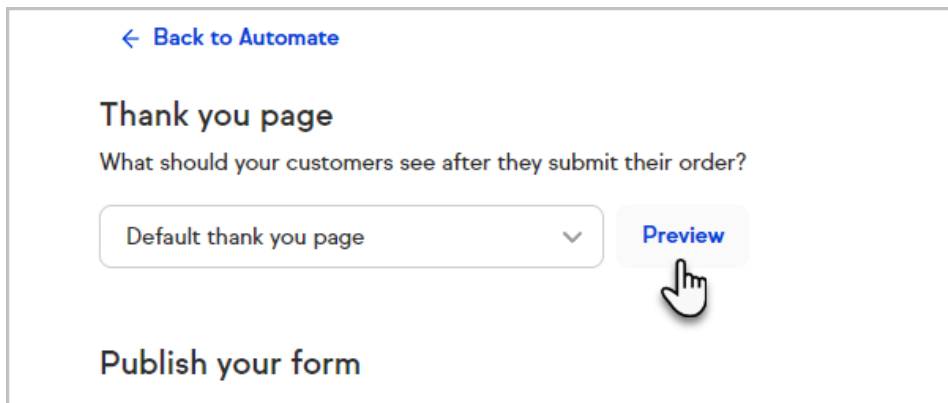 Back to Automate
Thank you page
What should your customers see after they submit their order?
Default thank you page
Preview
Publish your form